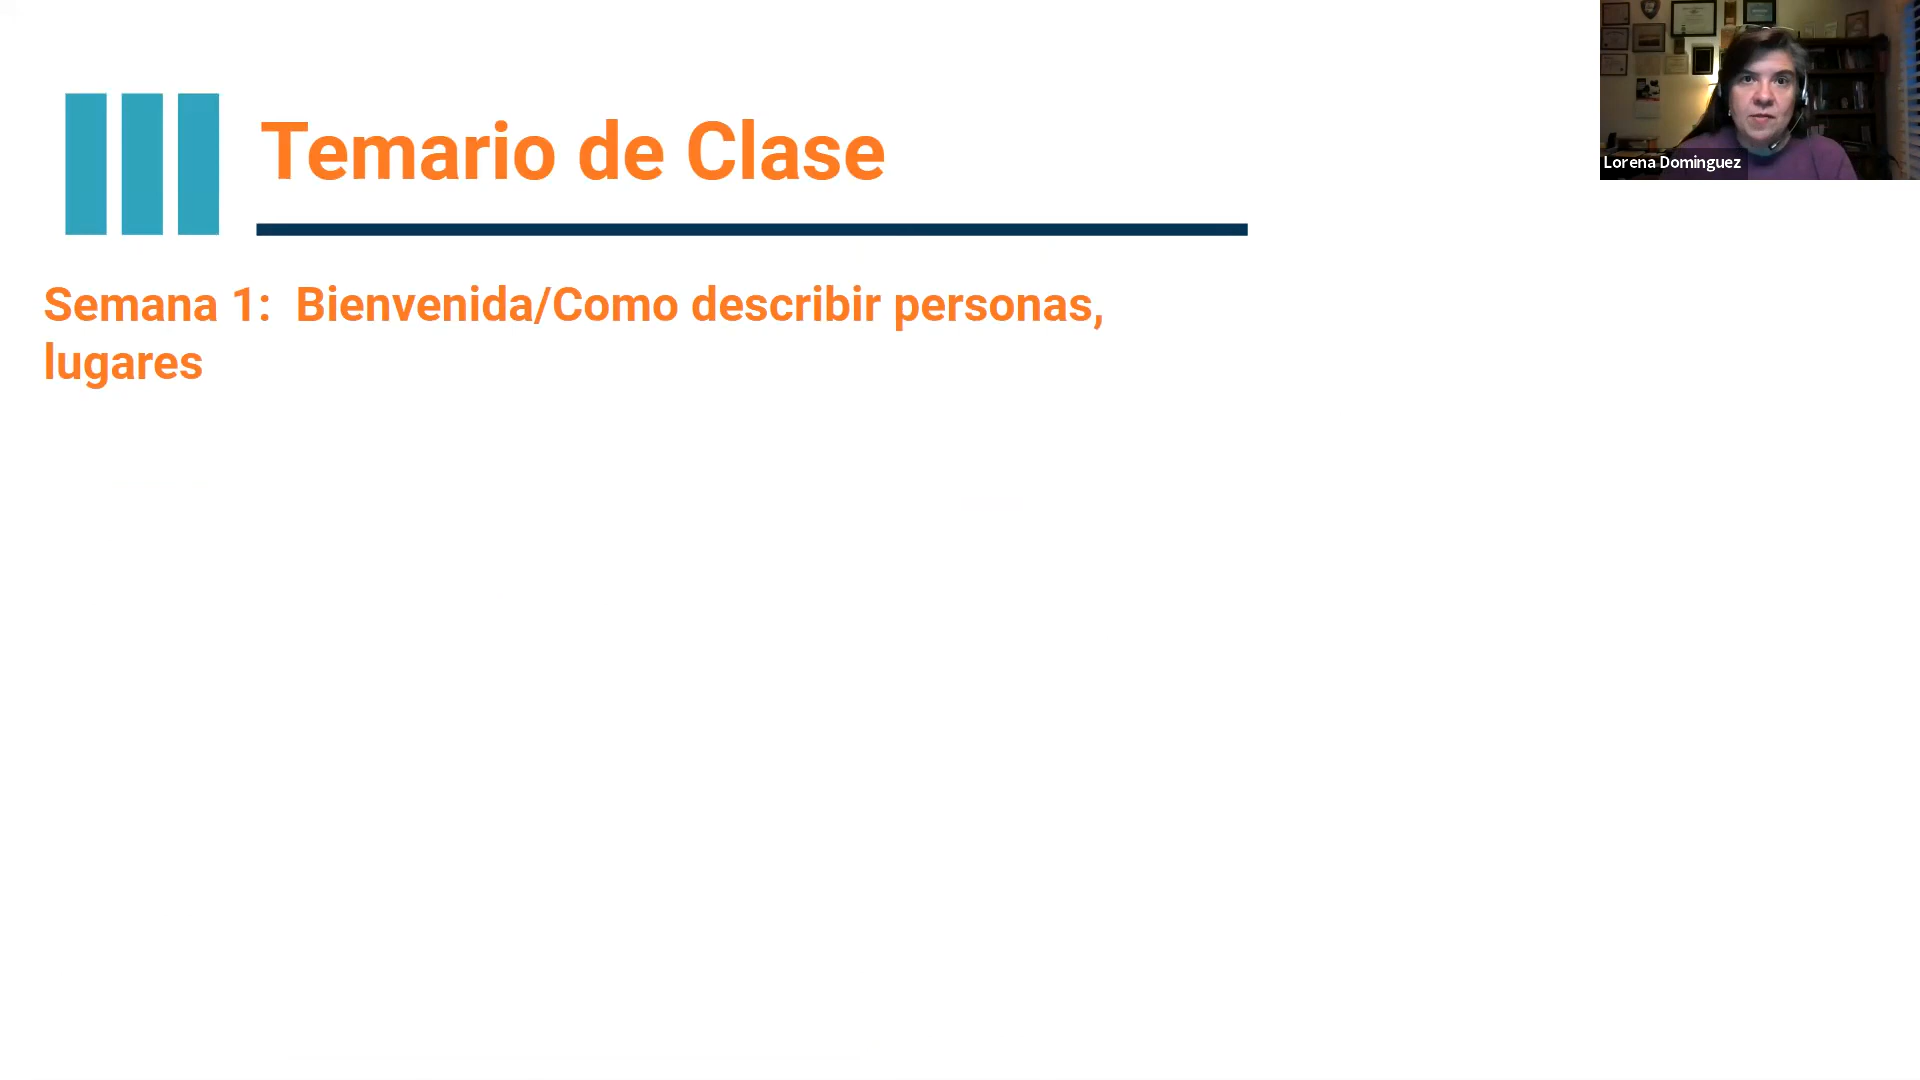 Temario de Clase
Semana 1:  Bienvenida/Como describir personas,
lugares
Lorena Dominguez